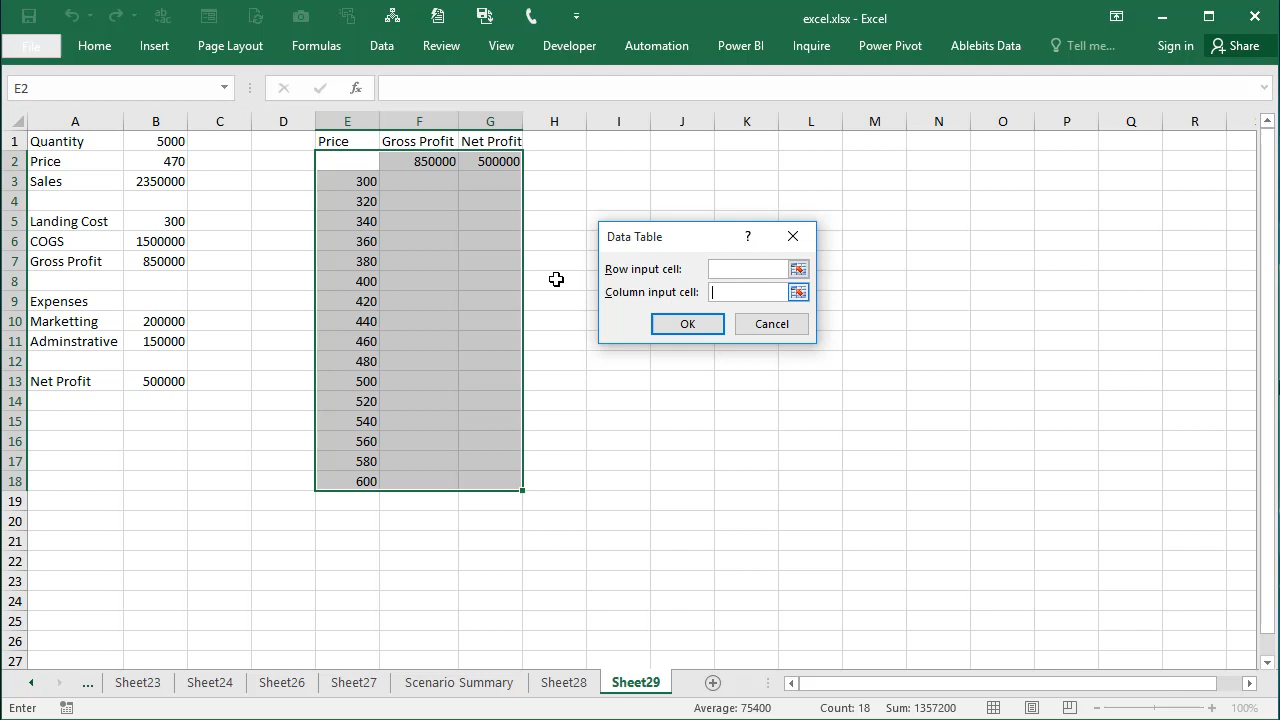 excel.xlsx - Excel
File Home Insert Page Layout Formulas Data Review View Developer Automation Power BI Inquire Power Pivot Ablebits Data Tell me... Sign in Share
E2 fx
A B C D E F G H I J K L M N O P Q R
1 Quantity 5000 Price Gross Profit Net Profit
2 Price 470 850000 500000
3 Sales 2350000 300
4 320
5 Landing Cost 300 340
6 COGS 1500000 360
7 Gross Profit 850000 380
8 400
9 Expenses 420
10 Marketting 200000 440
11 Adminstrative 150000 460
12 480
13 Net Profit 500000 500
14 520
15 540
16 560
17 580
18 600
19
20
21
22
23
24
25
26
27
Data Table ?
Row input cell:
Column input cell:
OK Cancel
... Sheet23 Sheet24 Sheet26 Sheet27 Scenario Summary Sheet28 Sheet29
Enter Average: 75400 Count: 18 Sum: 1357200 100%